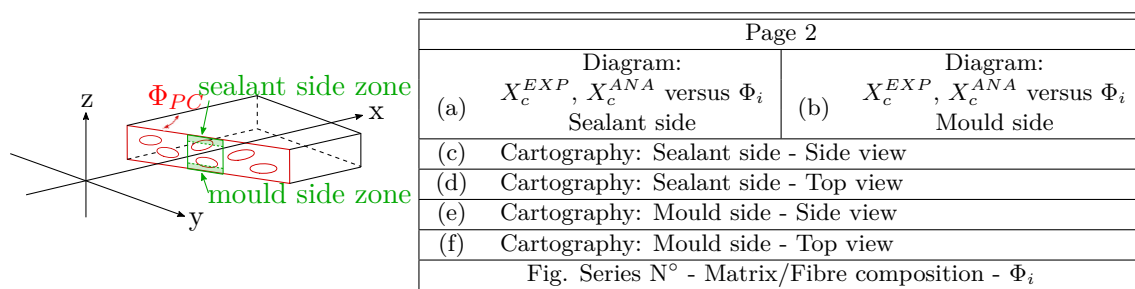 sealant side zone
Φ_PC
z
x
y
mould side zone
Page 2
(a) Diagram:
X_c^EXP, X_c^ANA versus Φ_i
Sealant side
(b) Diagram:
X_c^EXP, X_c^ANA versus Φ_i
Mould side
(c) Cartography: Sealant side - Side view
(d) Cartography: Sealant side - Top view
(e) Cartography: Mould side - Side view
(f) Cartography: Mould side - Top view
Fig. Series N° - Matrix/Fibre composition - Φ_i